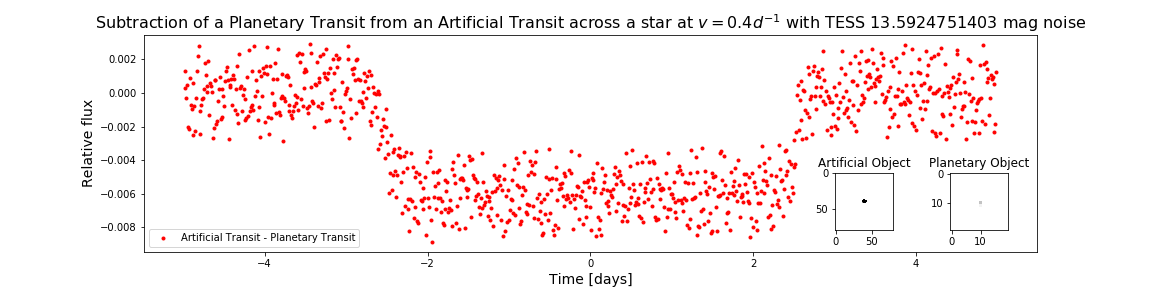 Subtraction of a Planetary Transit from an Artificial Transit across a star at v = 0.4d⁻¹ with TESS 13.5924751403 mag noise
0.002
0.000
−0.002
−0.004
−0.006
−0.008
Relative flux
Artificial Transit - Planetary Transit
Artificial Object
0
50
0 50
Planetary Object
0
10
0 10
−4 −2 0 2 4
Time [days]